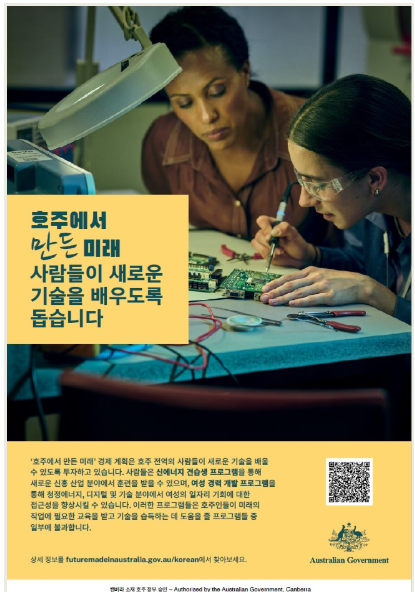 호주에서
만든 미래
사람들이 새로운
기술을 배우도록
돕습니다
'호주에서 만든 미래' 경제 계획은 호주 전역의 사람들이 새로운 기술을 배울
수 있도록 투자하고 있습니다. 사람들은 신에너지 견습생 프로그램을 통해
새로운 신흥 산업 분야에서 훈련을 받을 수 있으며, 여성 경력 개발 프로그램을
통해 청정에너지, 디지털 및 기술 분야에서 여성의 일자리 기회에 대한
접근성을 향상시킬 수 있습니다. 이러한 프로그램들은 호주인들이 미래의
직업에 필요한 교육을 받고 기술을 습득하는 데 도움을 줄 프로그램들 중
일부에 불과합니다.
상세 정보를 futuremadeinaustralia.gov.au/korean에서 찾아보세요.
Australian Government
캔버라 소재 호주 정부 승인 – Authorised by the Australian Government, Canberra